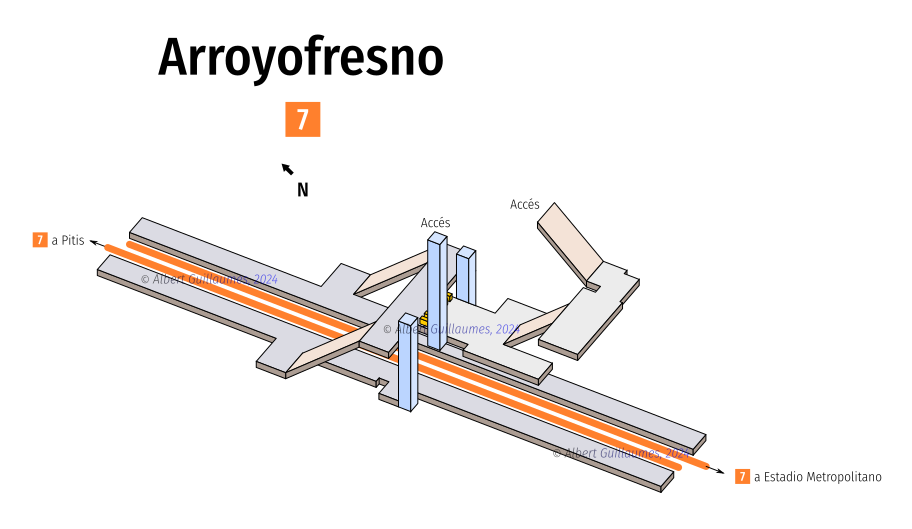 Arroyofresno
7
N
Accés
Accés
7 a Pitis
© Albert Guillaumes, 2024
© Albert Guillaumes, 2024
© Albert Guillaumes, 2024
7 a Estadio Metropolitano